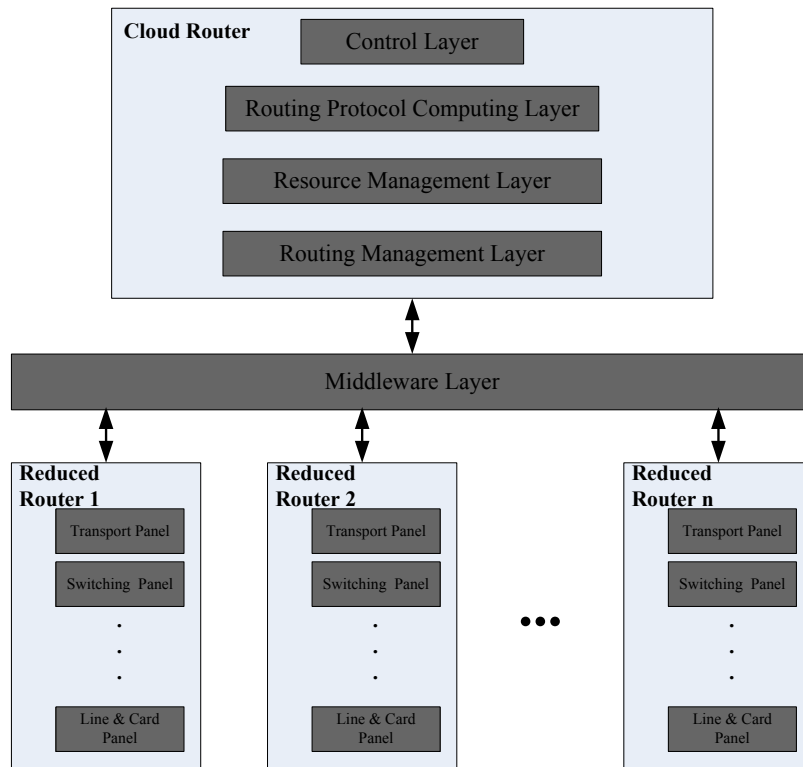 Cloud Router
Control Layer
Routing Protocol Computing Layer
Resource Management Layer
Routing Management Layer
Middleware Layer
Reduced
Router 1
Transport Panel
Switching Panel
Line & Card
Panel
Reduced
Router 2
Transport Panel
Switching Panel
Line & Card
Panel
Reduced
Router n
Transport Panel
Switching Panel
Line & Card
Panel